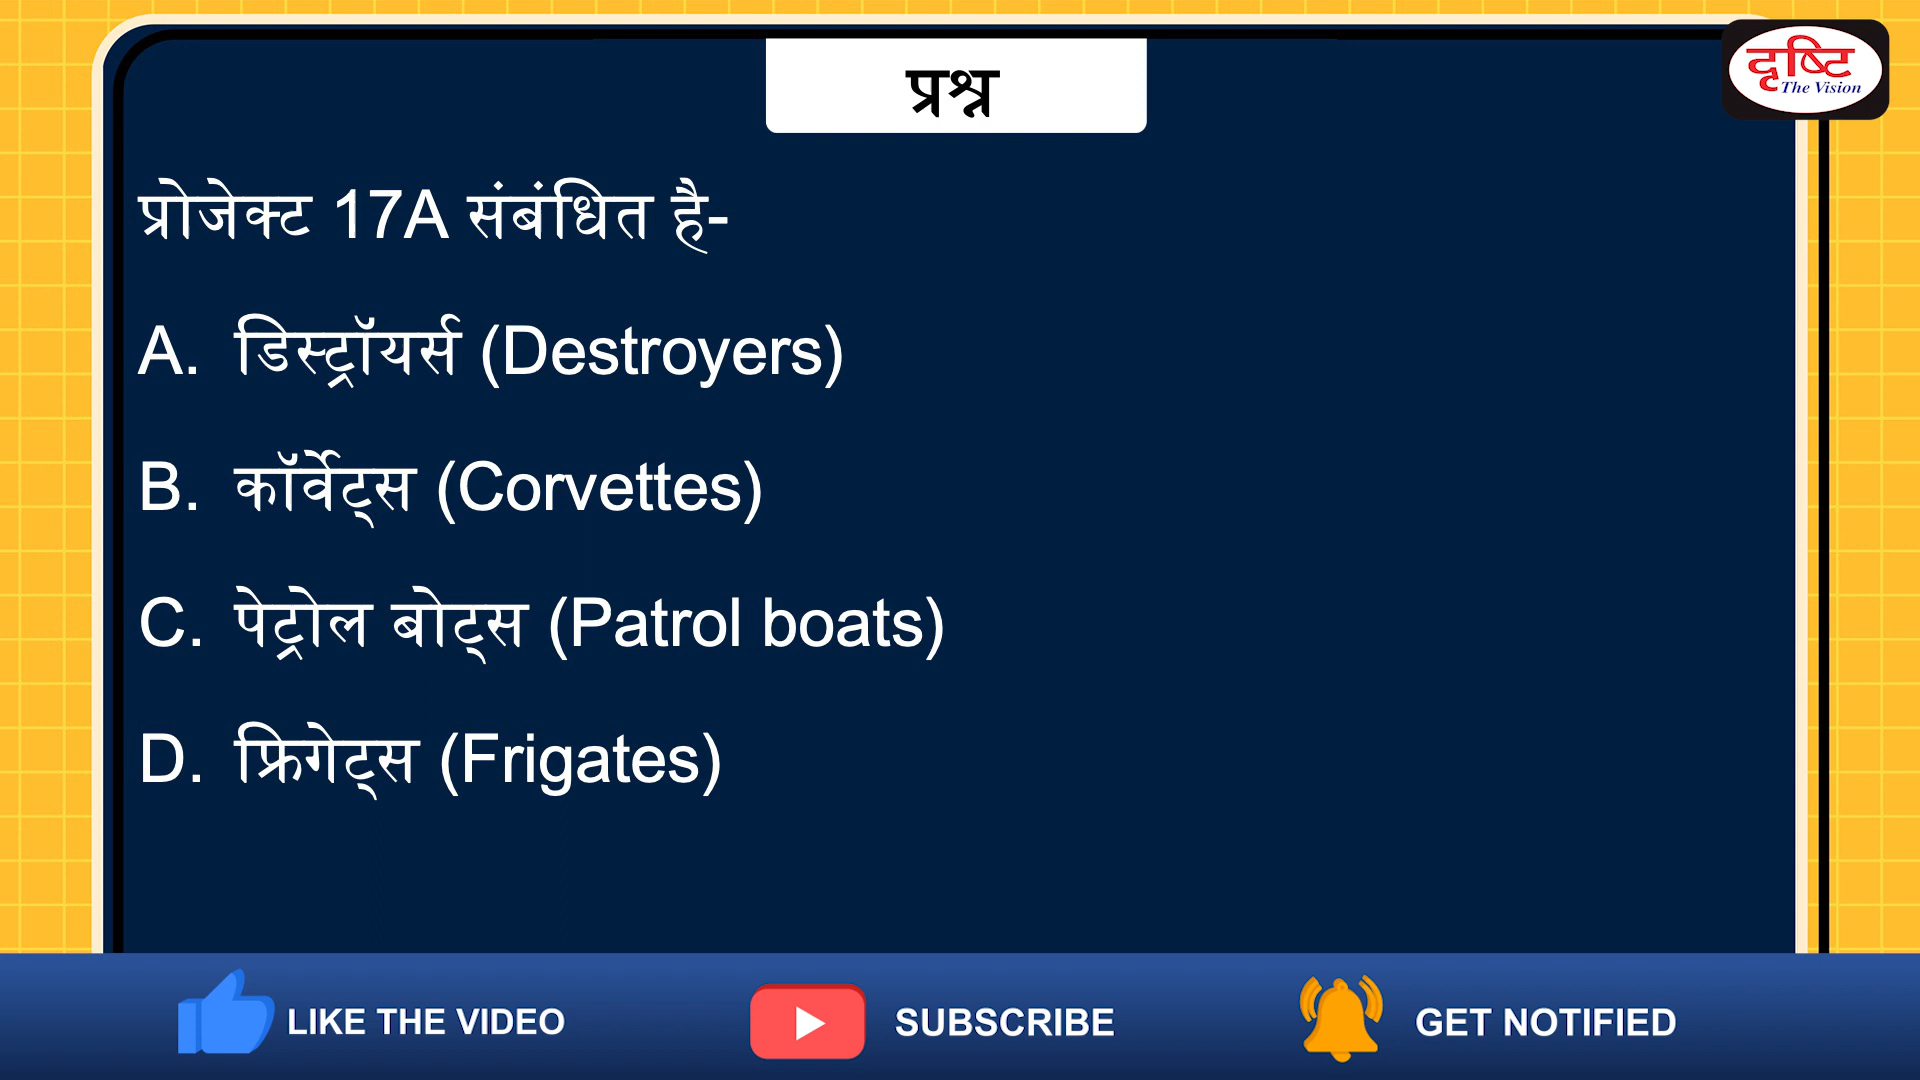 दृष्टि
The Vision
प्रश्न
प्रोजेक्ट 17A संबंधित है-
A. डिस्ट्रॉयर्स (Destroyers)
B. कॉर्वेट्स (Corvettes)
C. पेट्रोल बोट्स (Patrol boats)
D. फ्रिगेट्स (Frigates)
LIKE THE VIDEO
SUBSCRIBE
GET NOTIFIED